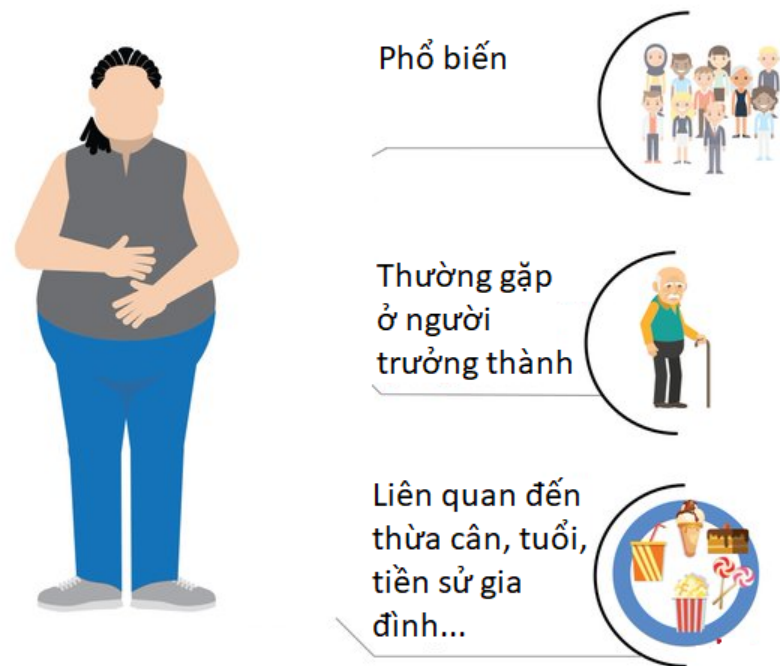 Phổ biến
Thường gặp
ở người
trưởng thành
Liên quan đến
thừa cân, tuổi,
tiền sử gia
đình...